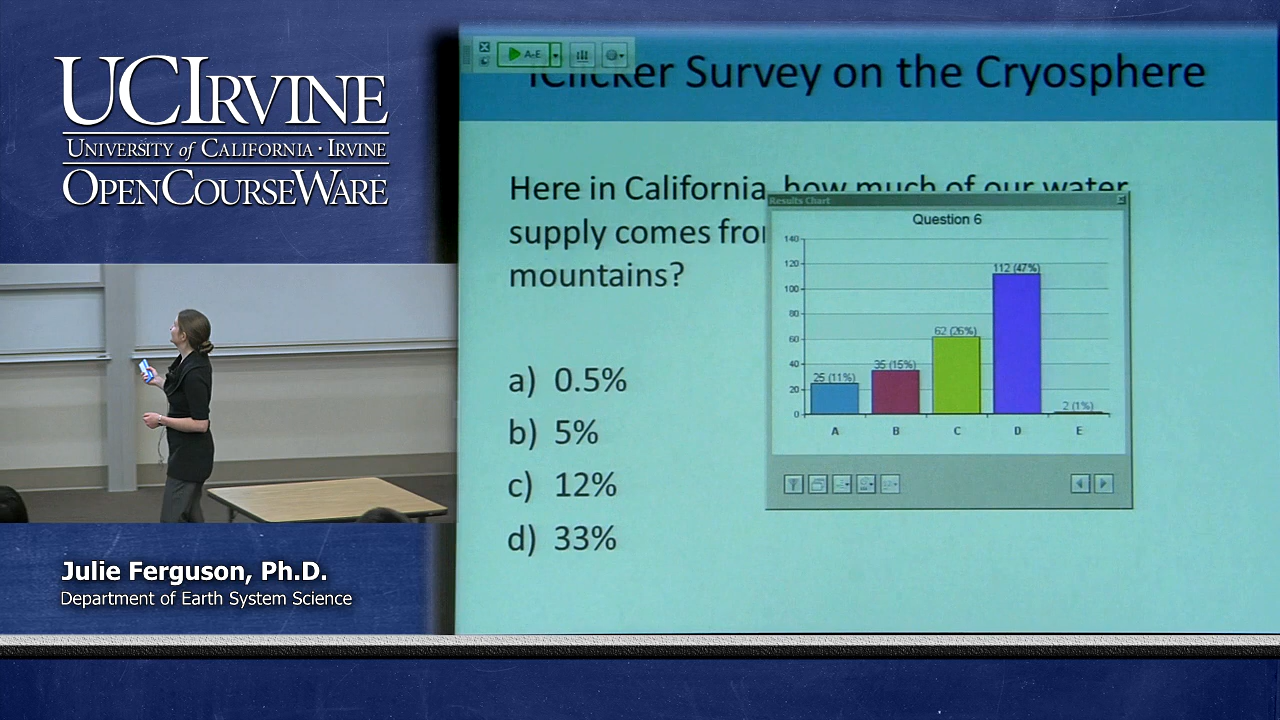 UCIRVINE
UNIVERSITY of CALIFORNIA · IRVINE
OPENCOURSEWARE
Julie Ferguson, Ph.D.
Department of Earth System Science
A-E
iClicker Survey on the Cryosphere
Here in California, how much of our water
supply comes from
mountains?
a) 0.5%
b) 5%
c) 12%
d) 33%
Results Chart
Question 6
140
120
100
80
60
40
20
0
25 (11%)
35 (15%)
62 (26%)
112 (47%)
2 (1%)
A B C D E